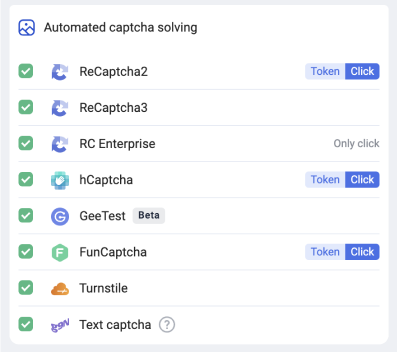 Automated captcha solving
ReCaptcha2 Token Click
ReCaptcha3
RC Enterprise Only click
hCaptcha Token Click
G GeeTest Beta
F FunCaptcha Token Click
Turnstile
Text captcha ?